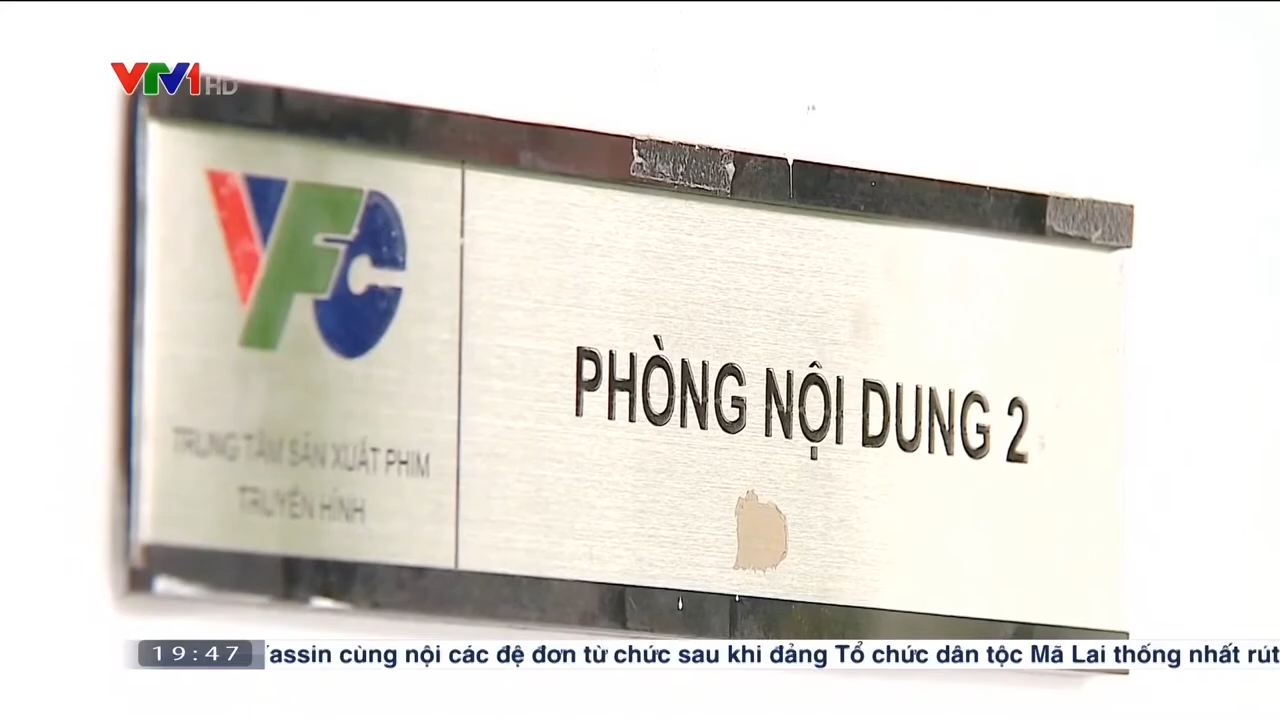 VTV1 HD
VFC
PHÒNG NỘI DUNG 2
TRUNG TÂM SẢN XUẤT PHIM
TRUYỀN HÌNH
19:47
assin cùng nội các đệ đơn từ chức sau khi đảng Tổ chức dân tộc Mã Lai thống nhất rút